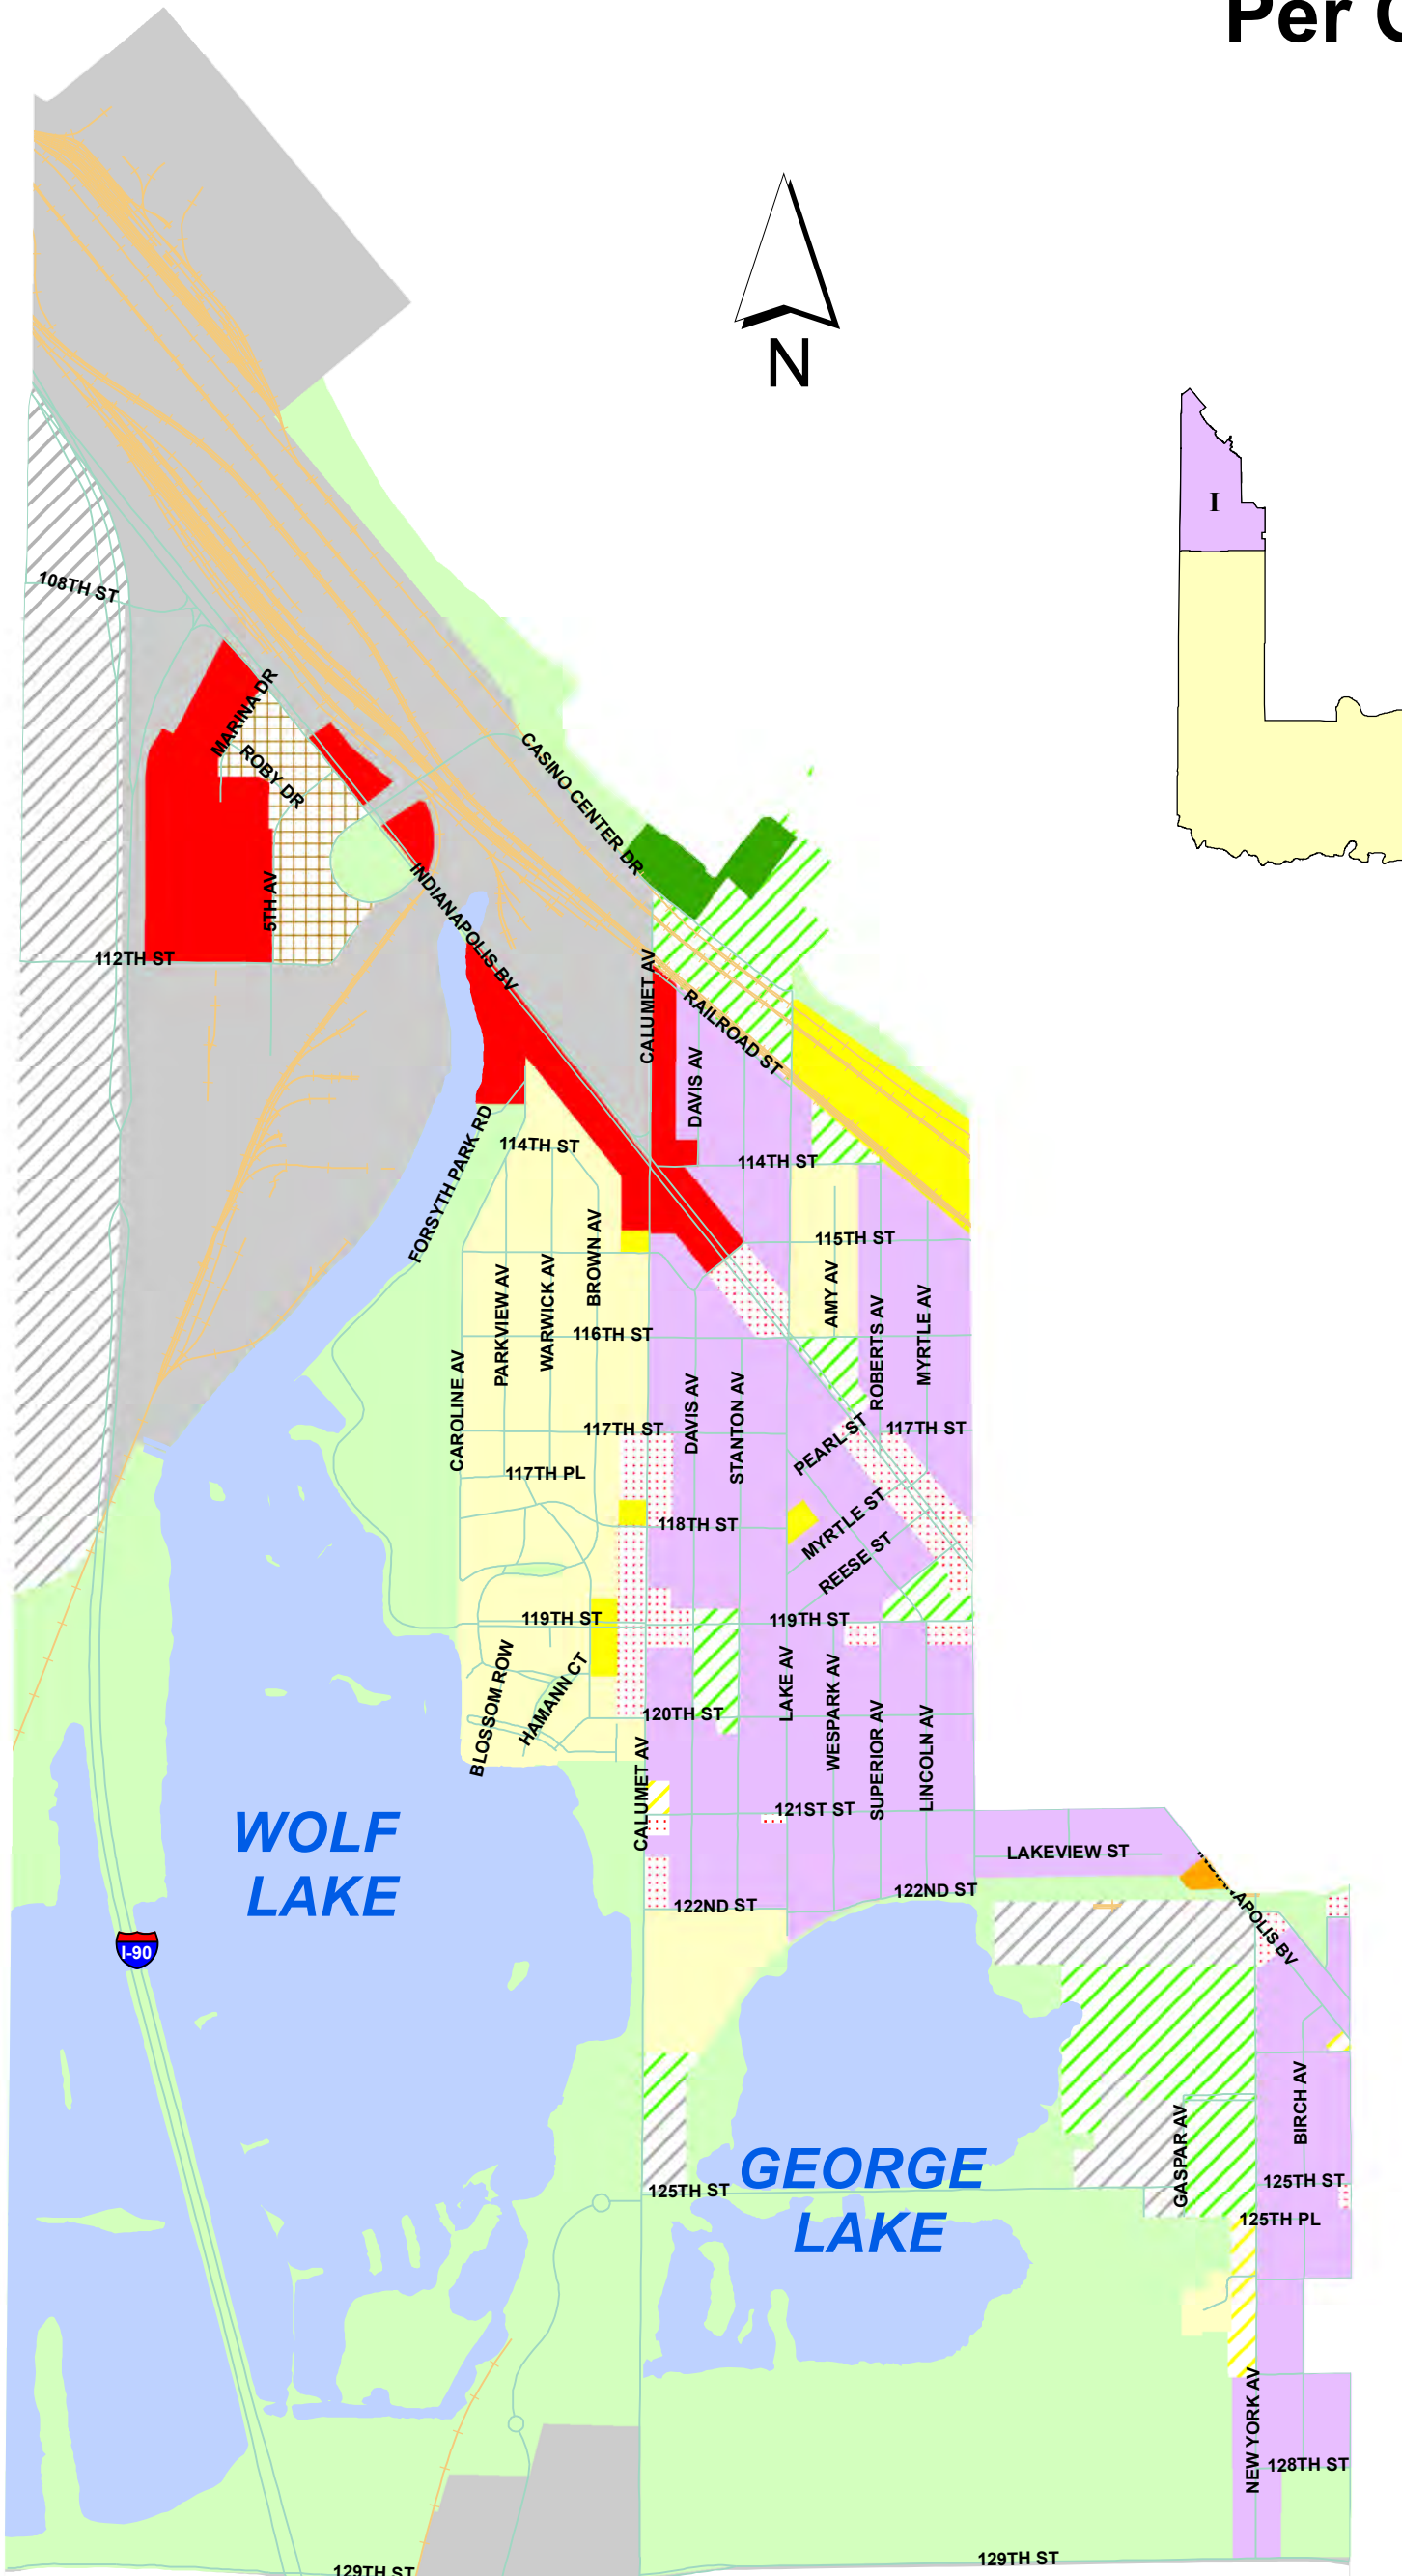 Per
N
I
108TH ST
MARINA DR
ROBY DR
CASINO CENTER DR
5TH AV
INDIANAPOLIS BV
112TH ST
CALUMET AV
RAILROAD ST
DAVIS AV
FORSYTH PARK RD
114TH ST
114TH ST
115TH ST
BROWN AV
WARWICK AV
PARKVIEW AV
AMY AV
ROBERTS AV
MYRTLE AV
116TH ST
CAROLINE AV
DAVIS AV
STANTON AV
117TH ST
PEARL ST
117TH ST
117TH PL
118TH ST
MYRTLE ST
REESE ST
119TH ST
119TH ST
BLOSSOM ROW
HAMANN CT
LAKE AV
WESPARK AV
SUPERIOR AV
LINCOLN AV
120TH ST
CALUMET AV
121ST ST
WOLF
LAKE
LAKEVIEW ST
122ND ST
122ND ST
INDIANAPOLIS BV
I-90
GASPAR AV
BIRCH AV
GEORGE
LAKE
125TH ST
125TH ST
125TH PL
NEW YORK AV
128TH ST
129TH ST
129TH ST